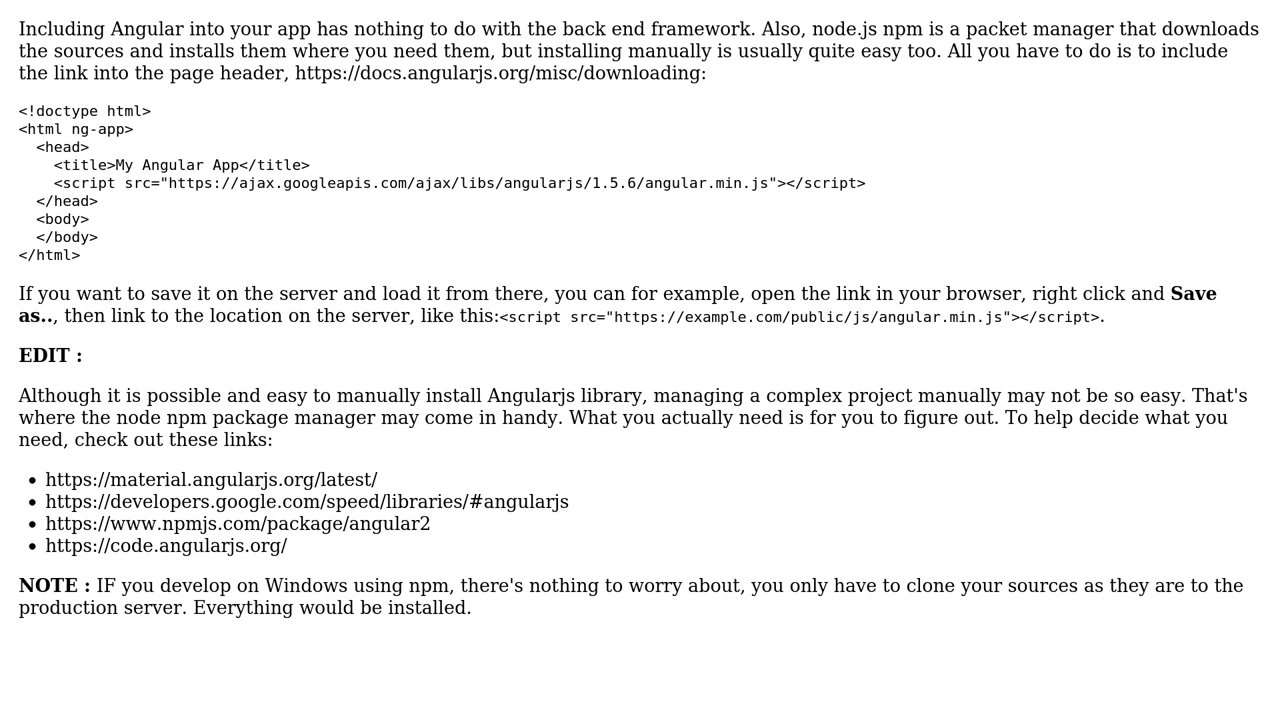 Including Angular into your app has nothing to do with the back end framework. Also, node.js npm is a packet manager that downloads
the sources and installs them where you need them, but installing manually is usually quite easy too. All you have to do is to include
the link into the page header, https://docs.angularjs.org/misc/downloading:
<!doctype html>
<html ng-app>
  <head>
    <title>My Angular App</title>
    <script src="https://ajax.googleapis.com/ajax/libs/angularjs/1.5.6/angular.min.js"></script>
  </head>
  <body>
  </body>
</html>
If you want to save it on the server and load it from there, you can for example, open the link in your browser, right click and Save
as.., then link to the location on the server, like this:<script src="https://example.com/public/js/angular.min.js"></script>.
EDIT :
Although it is possible and easy to manually install Angularjs library, managing a complex project manually may not be so easy. That's
where the node npm package manager may come in handy. What you actually need is for you to figure out. To help decide what you
need, check out these links:
• https://material.angularjs.org/latest/
• https://developers.google.com/speed/libraries/#angularjs
• https://www.npmjs.com/package/angular2
• https://code.angularjs.org/
NOTE : IF you develop on Windows using npm, there's nothing to worry about, you only have to clone your sources as they are to the
production server. Everything would be installed.